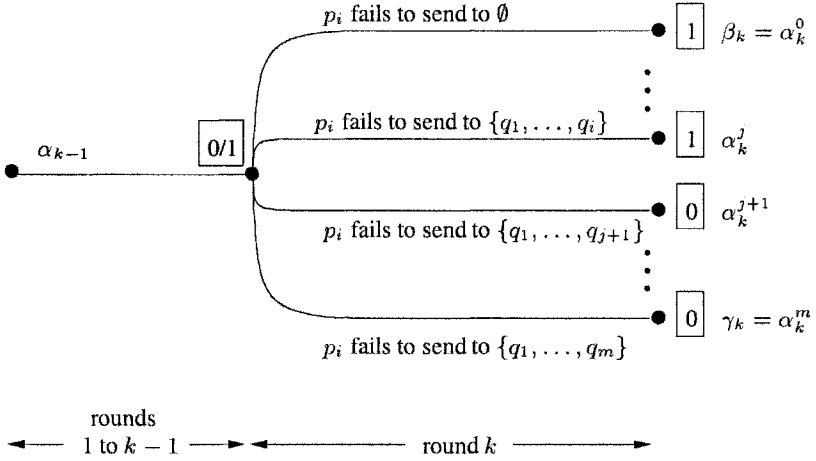 p_i fails to send to ∅
1 β_k = α_k^0
p_i fails to send to {q_1, . . . , q_i}
1 α_k^j
α_{k−1}
0/1
0 α_k^{j+1}
p_i fails to send to {q_1, . . . , q_{j+1}}
0 γ_k = α_k^m
p_i fails to send to {q_1, . . . , q_m}
rounds
1 to k − 1
round k